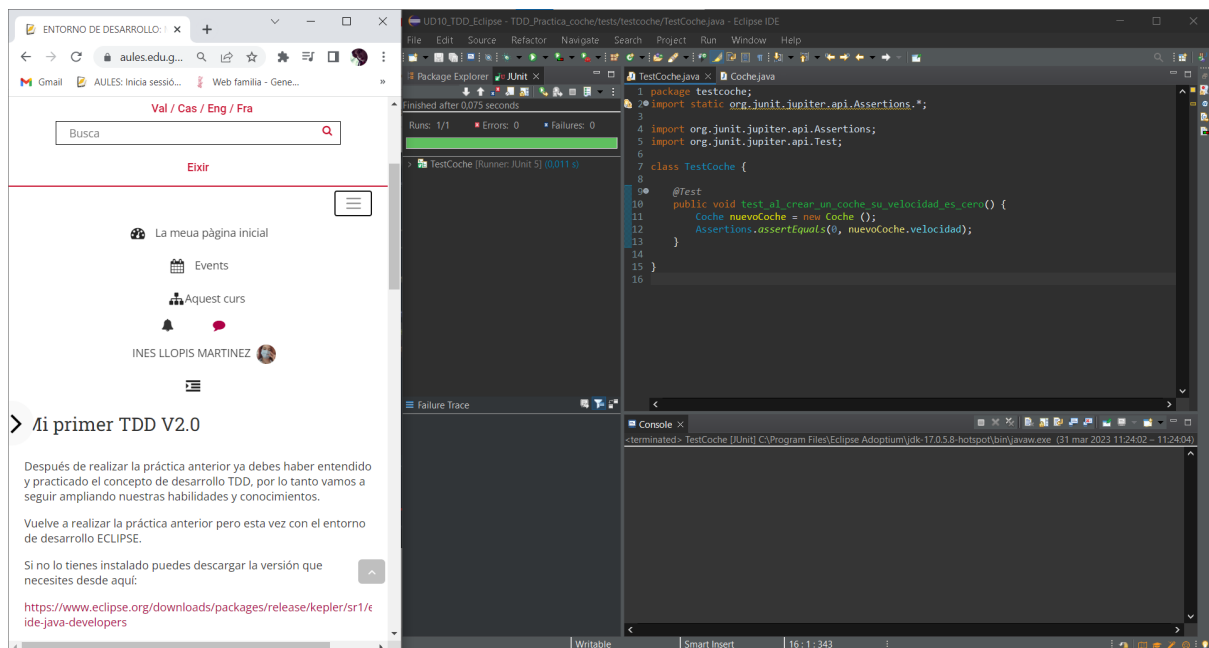 ENTORNO DE DESARROLLO:
aules.edu.g...
Gmail
AULES: Inicia sessió...
Web familia - Gene...
»
Val / Cas / Eng / Fra
Busca
Eixir
La meua pàgina inicial
Events
Aquest curs
INES LLOPIS MARTINEZ
Mi primer TDD V2.0
Después de realizar la práctica anterior ya debes haber entendido
y practicado el concepto de desarrollo TDD, por lo tanto vamos a
seguir ampliando nuestras habilidades y conocimientos.
Vuelve a realizar la práctica anterior pero esta vez con el entorno
de desarrollo ECLIPSE.
Si no lo tienes instalado puedes descargar la versión que
necesites desde aquí:
https://www.eclipse.org/downloads/packages/release/kepler/sr1/e
ide-java-developers
UD10_TDD_Eclipse - TDD_Practica_coche/tests/testcoche/TestCoche.java - Eclipse IDE
File Edit Source Refactor Navigate Search Project Run Window Help
Package Explorer JUnit
Finished after 0,075 seconds
Runs: 1/1 Errors: 0 Failures: 0
TestCoche [Runner: JUnit 5] (0,011 s)
Failure Trace
TestCoche.java Coche.java
1 package testcoche;
2 import static org.junit.jupiter.api.Assertions.*;
3
4 import org.junit.jupiter.api.Assertions;
5 import org.junit.jupiter.api.Test;
6
7 class TestCoche {
8
9 @Test
10 public void test_al_crear_un_coche_su_velocidad_es_cero() {
11 Coche nuevoCoche = new Coche ();
12 Assertions.assertEquals(0, nuevoCoche.velocidad);
13 }
14
15 }
16
Console
<terminated> TestCoche [JUnit] C:\Program Files\Eclipse Adoptium\jdk-17.0.5.8-hotspot\bin\javaw.exe (31 mar 2023 11:24:02 – 11:24:04)
Writable Smart Insert 16 : 1 : 343